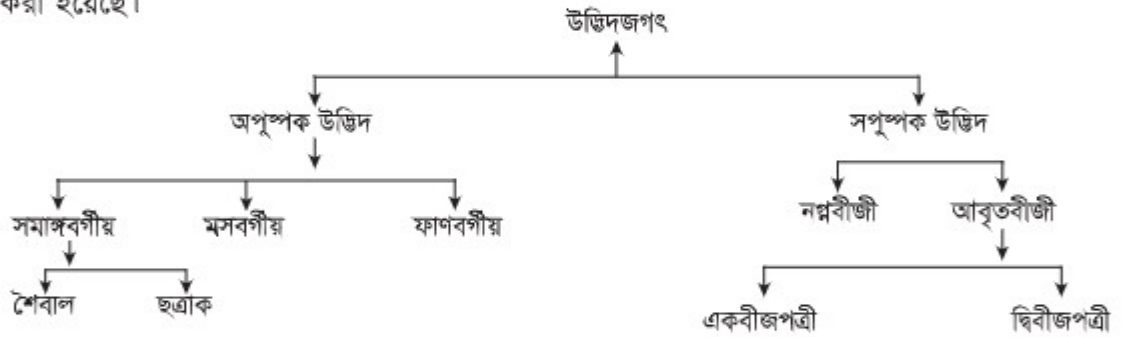 করা হয়েছে।
উদ্ভিদজগৎ
অপুষ্পক উদ্ভিদ সপুষ্পক উদ্ভিদ
সমাঙ্গবর্গীয় মসবর্গীয় ফার্ণবর্গীয় নগ্নবীজী আবৃতবীজী
শৈবাল ছত্রাক একবীজপত্রী দ্বিবীজপত্রী